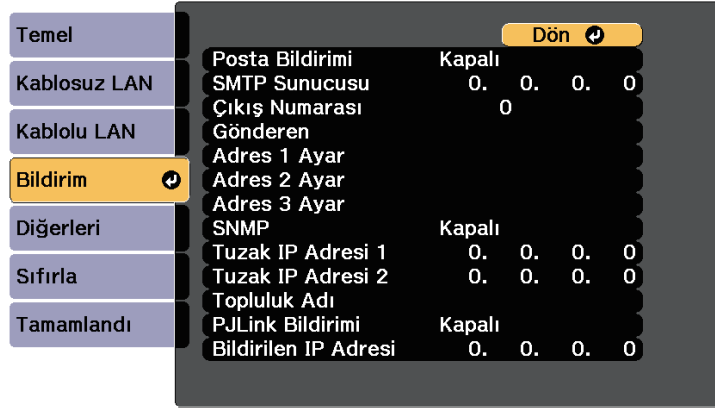 Temel
Kablosuz LAN
Kablolu LAN
Bildirim
Diğerleri
Sıfırla
Tamamlandı
Dön
Posta Bildirimi Kapalı
SMTP Sunucusu 0. 0. 0. 0
Çıkış Numarası 0
Gönderen
Adres 1 Ayar
Adres 2 Ayar
Adres 3 Ayar
SNMP Kapalı
Tuzak IP Adresi 1 0. 0. 0. 0
Tuzak IP Adresi 2 0. 0. 0. 0
Topluluk Adı
PJLink Bildirimi Kapalı
Bildirilen IP Adresi 0. 0. 0. 0